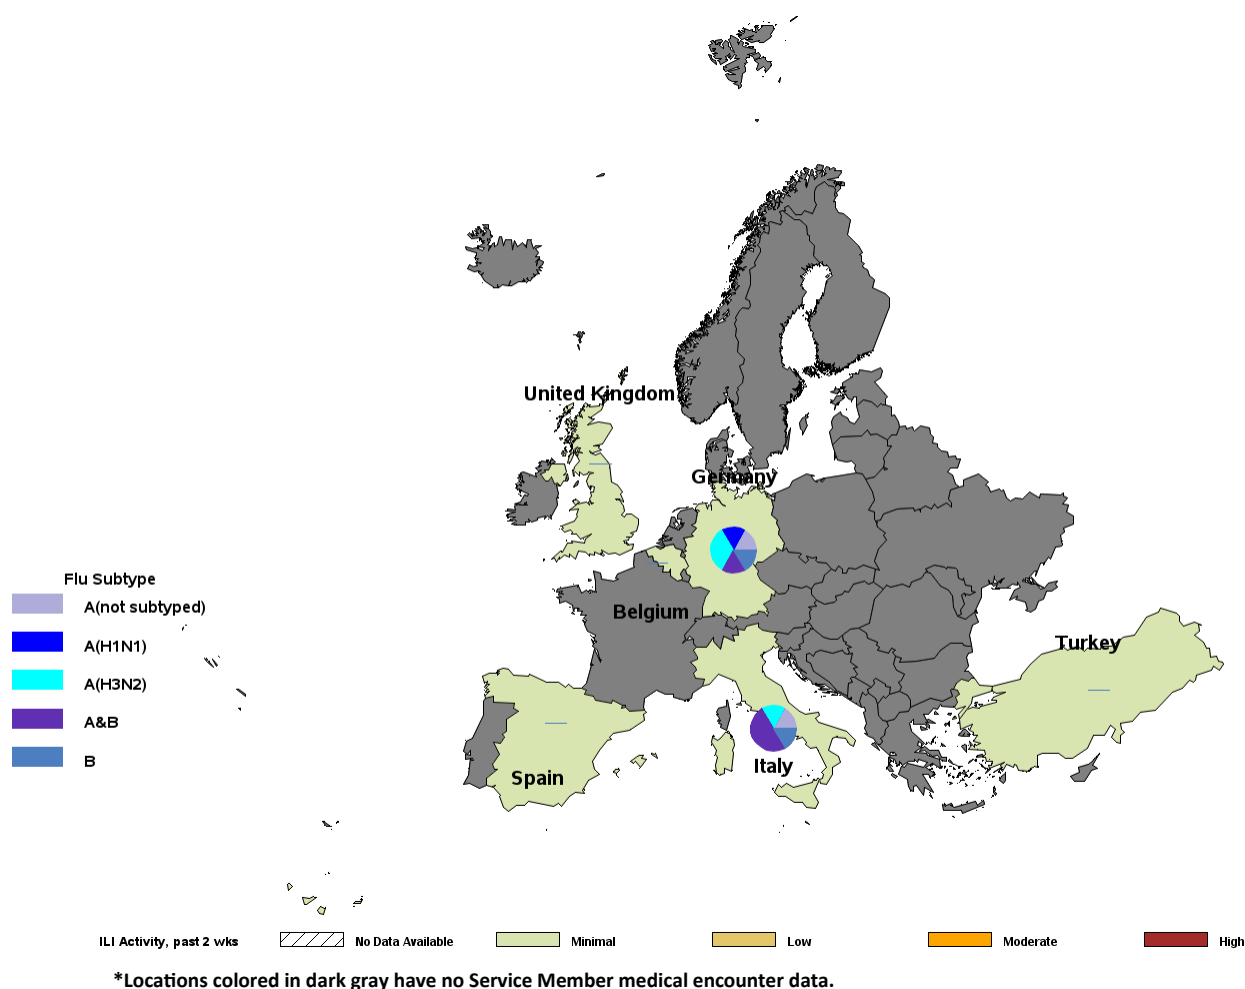 United Kingdom
Germany
Flu Subtype
A(not subtyped)
Belgium
A(H1N1)
Turkey
A(H3N2)
A&B
B
Italy
Spain
ILI Activity, past 2 wks No Data Available Minimal Low Moderate High
*Locations colored in dark gray have no Service Member medical encounter data.